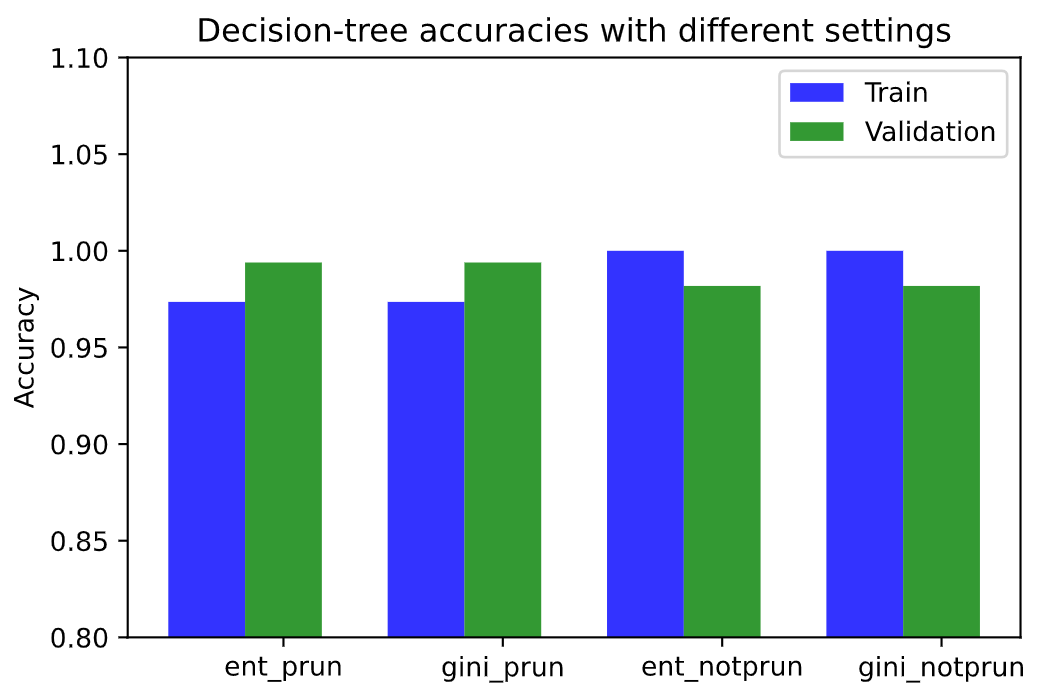 Decision-tree accuracies with different settings
Train
Validation
1.10
1.05
1.00
0.95
0.90
0.85
0.80
Accuracy
ent_prun
gini_prun
ent_notprun
gini_notprun